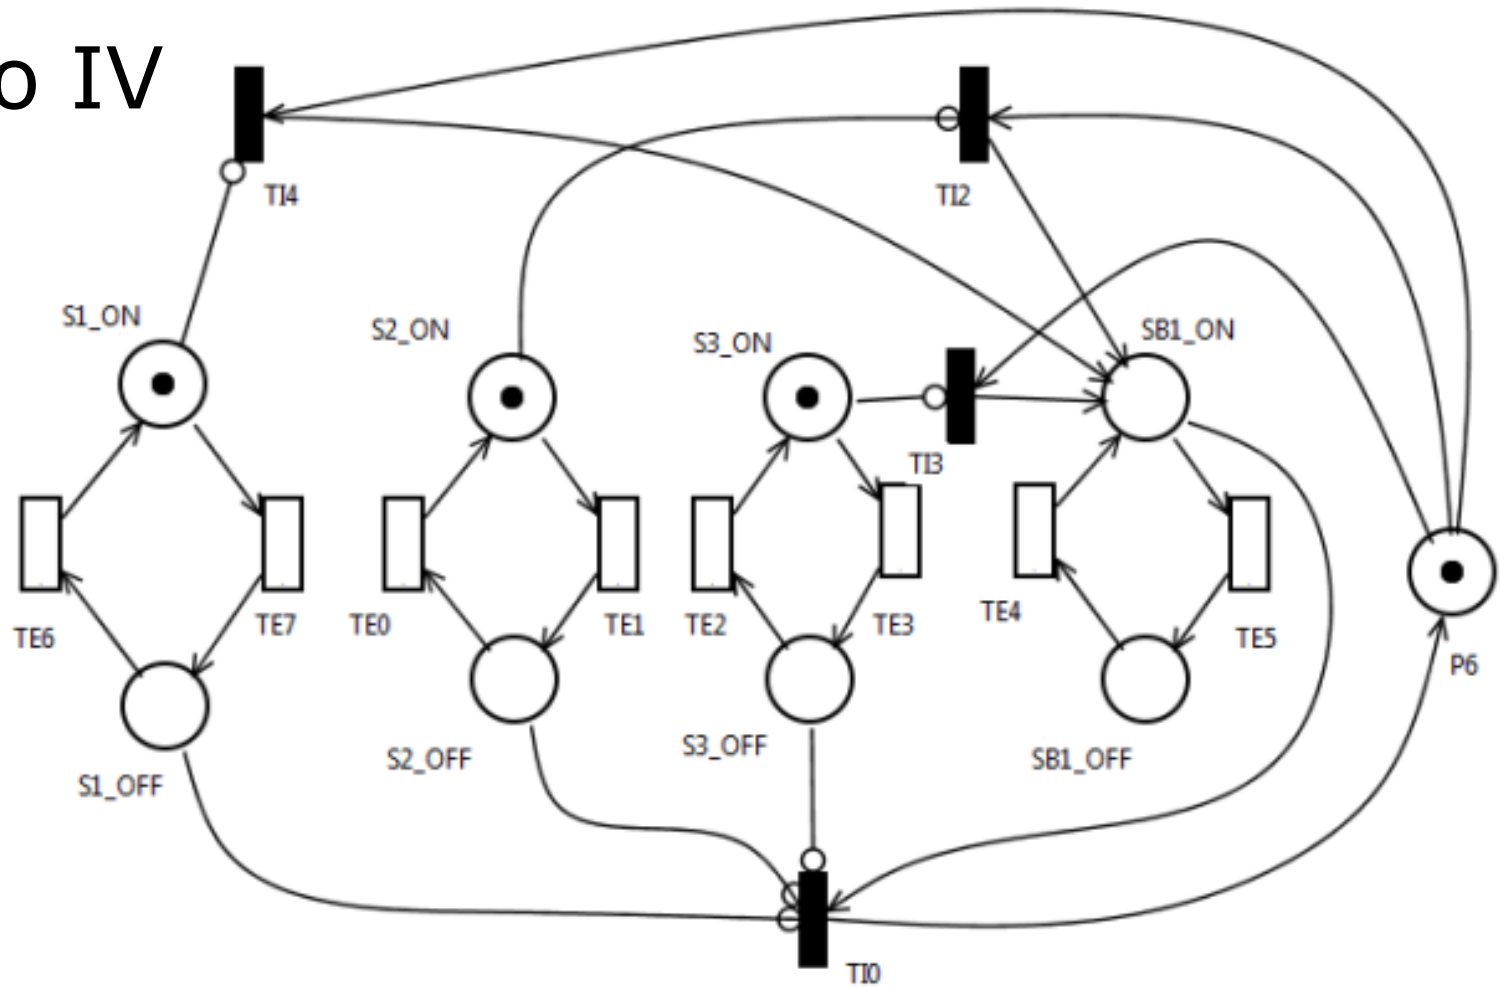 o IV
TI4
TI2
S1_ON
S2_ON
S3_ON
SB1_ON
TI3
TE6
TE7
TE0
TE1
TE2
TE3
TE4
TE5
P6
S1_OFF
S2_OFF
S3_OFF
SB1_OFF
TI0